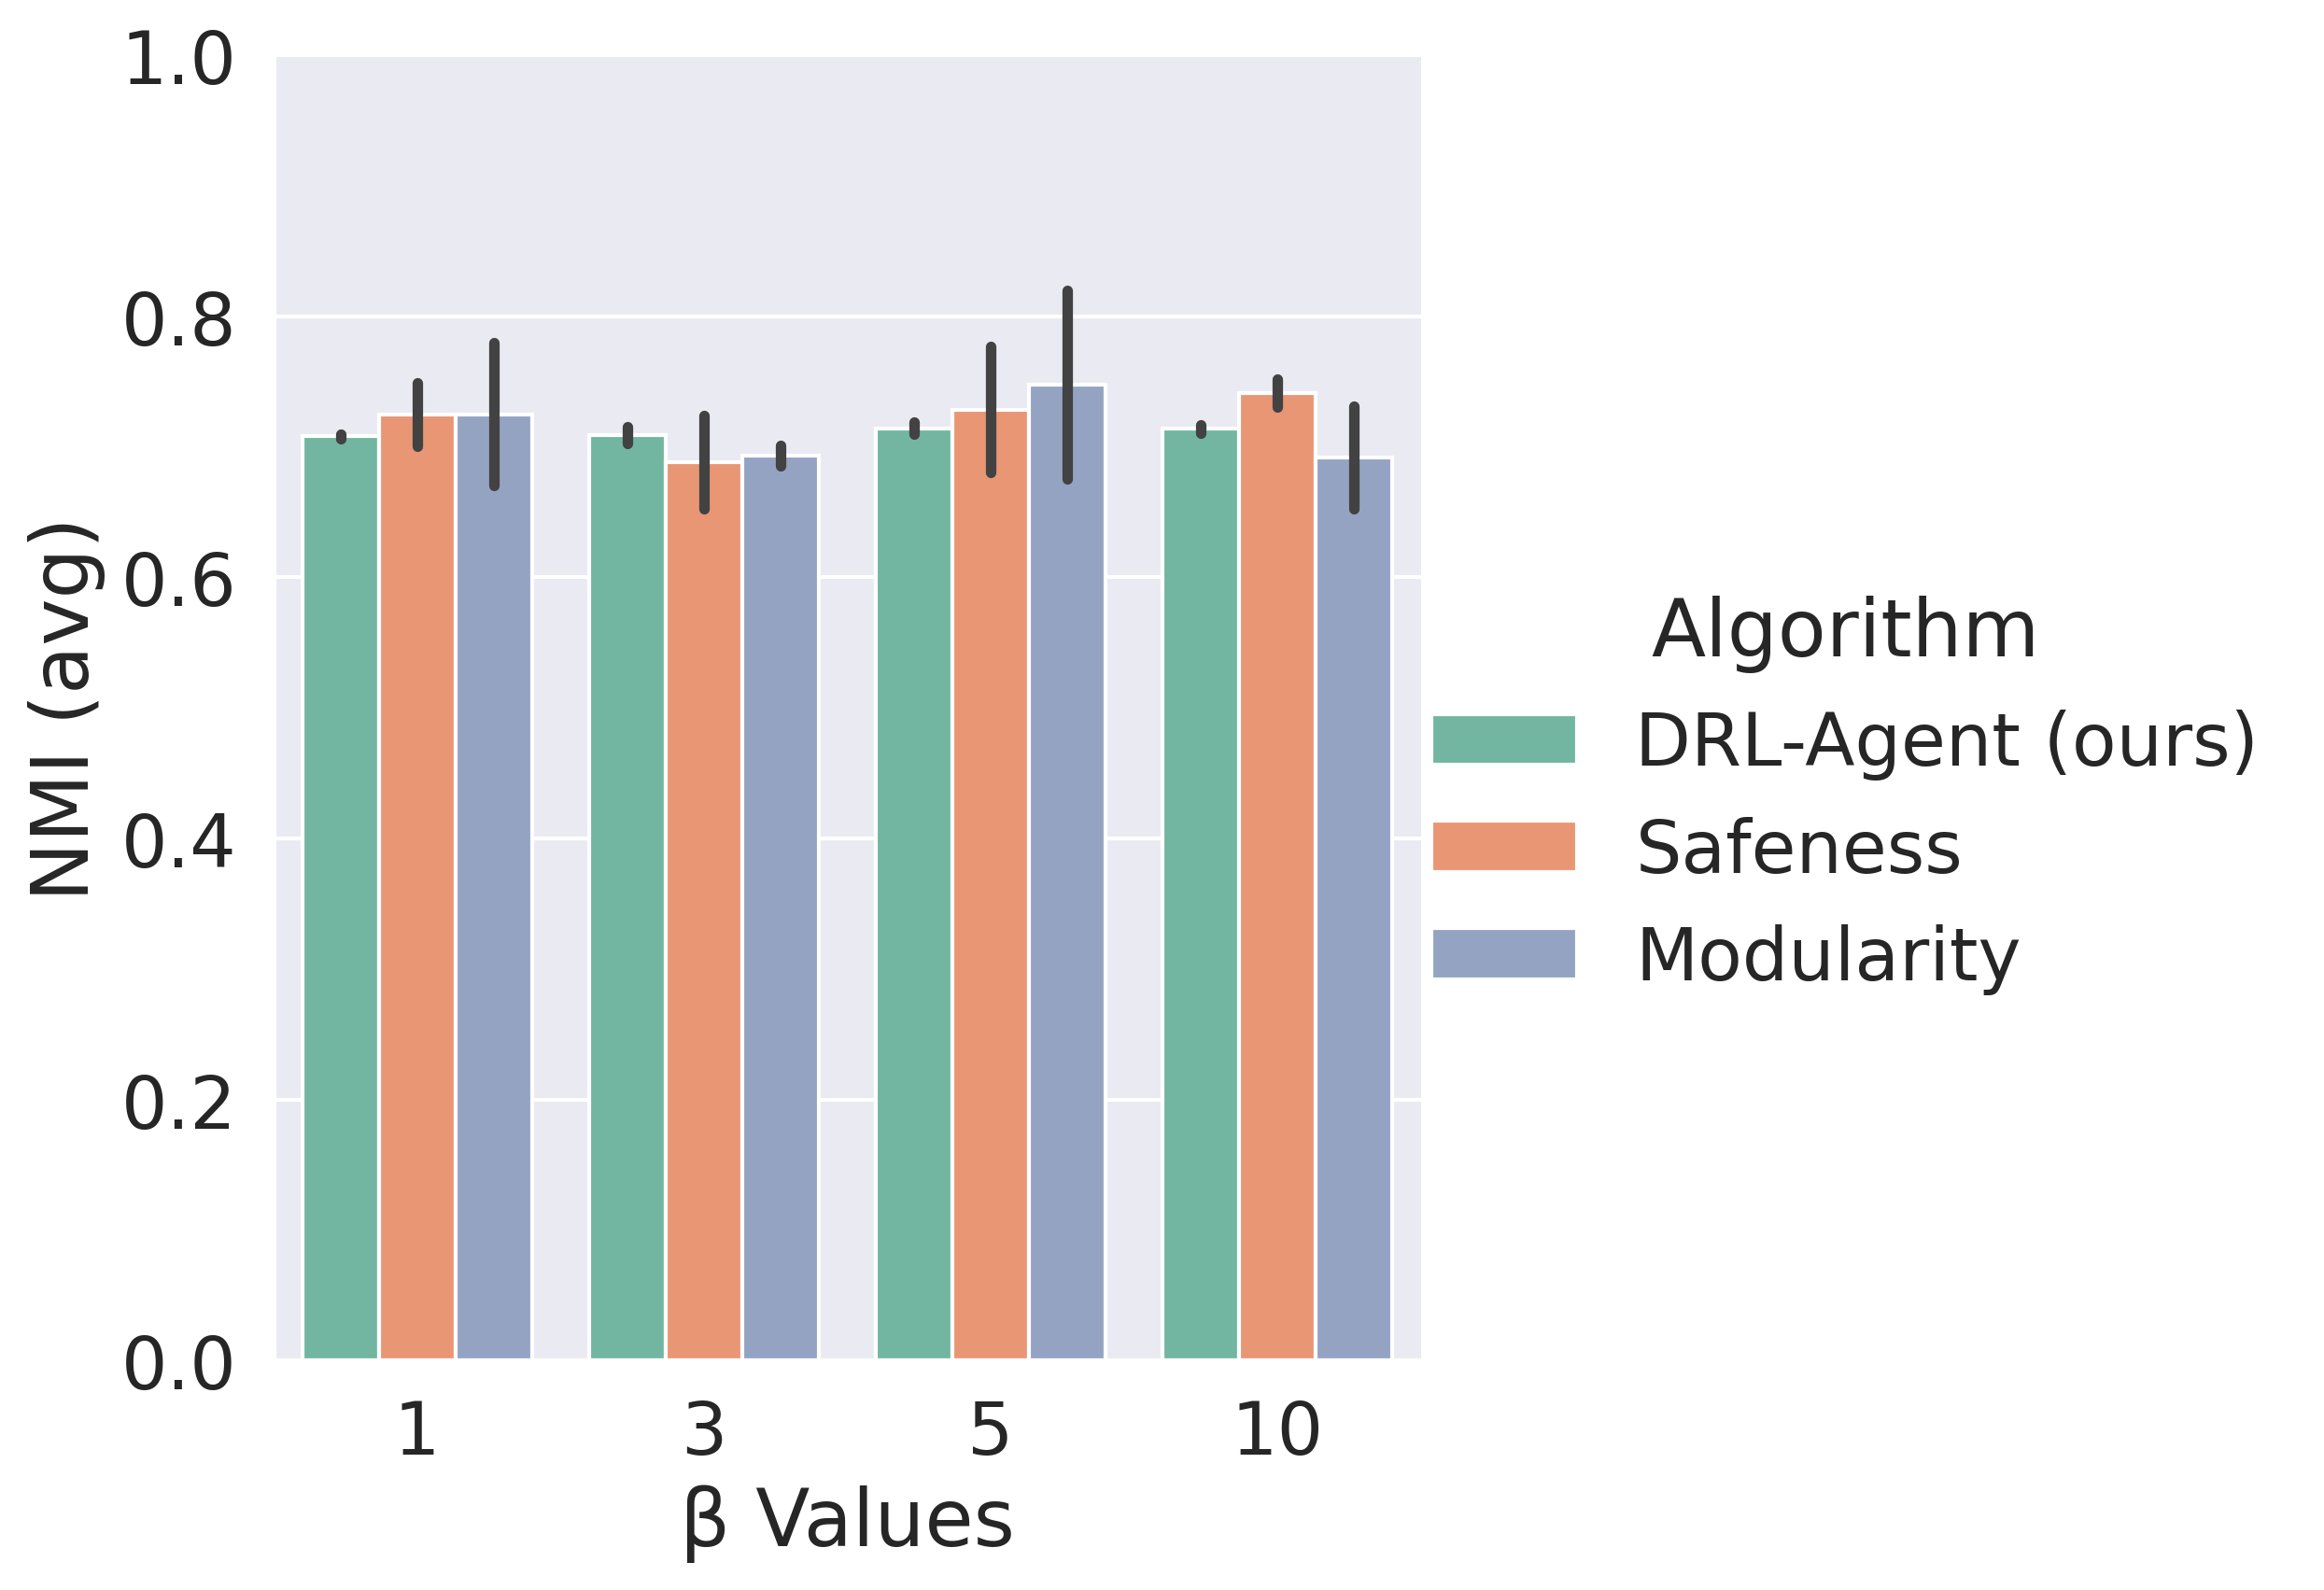 1.0
0.8
0.6
0.4
0.2
0.0
NMI (avg)
1 3 5 10
β Values
Algorithm
DRL-Agent (ours)
Safeness
Modularity